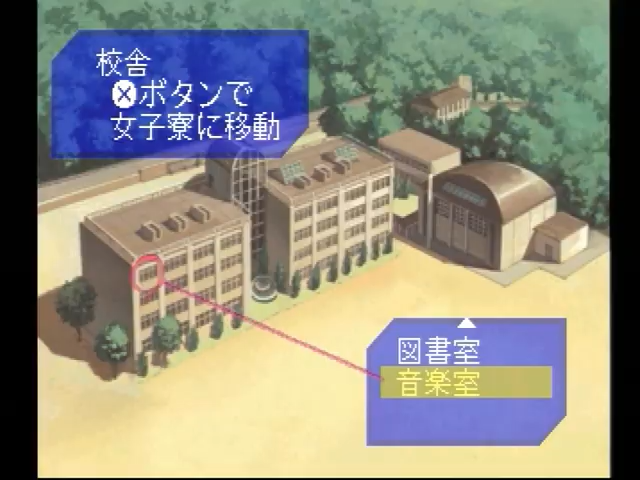 校舎
×ボタンで
女子寮に移動
図書室
音楽室